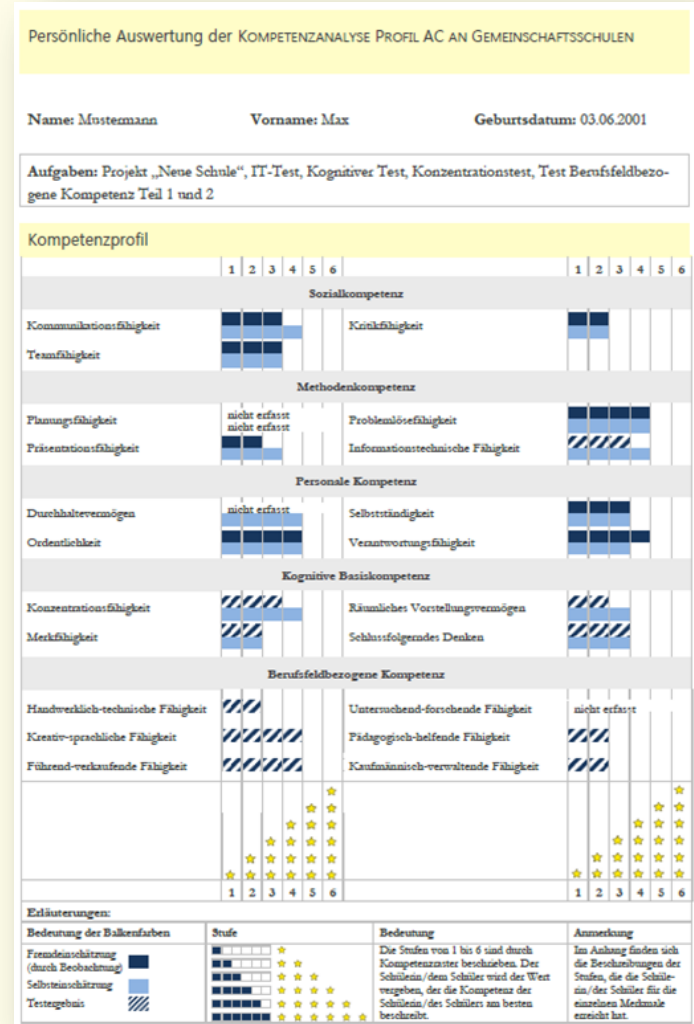 Persönliche Auswertung der KOMPETENZANALYSE PROFIL AC AN GEMEINSCHAFTSSCHULEN
Name: Mustermann Vorname: Max Geburtsdatum: 03.06.2001
Aufgaben: Projekt „Neue Schule“, IT-Test, Kognitiver Test, Konzentrationstest, Test Berufsfeldbezo-
gene Kompetenz Teil 1 und 2
Kompetenzprofil
1 2 3 4 5 6 1 2 3 4 5 6
Sozialkompetenz
Kommunikationsfähigkeit Kritikfähigkeit
Teamfähigkeit
Methodenkompetenz
Planungsfähigkeit nicht erfasst Problemlösefähigkeit
nicht erfasst
Präsentationsfähigkeit Informationstechnische Fähigkeit
Personale Kompetenz
Durchhaltevermögen nicht erfasst Selbstständigkeit
Ordentlichkeit Verantwortungsfähigkeit
Kognitive Basiskompetenz
Konzentrationsfähigkeit Räumliches Vorstellungsvermögen
Merkfähigkeit Schlussfolgerndes Denken
Berufsfeldbezogene Kompetenz
Handwerklich-technische Fähigkeit Untersuchend-forschende Fähigkeit nicht erfasst
Kreativ-sprachliche Fähigkeit Pädagogisch-helfende Fähigkeit
Führend-verkaufende Fähigkeit Kaufmännisch-verwaltende Fähigkeit
1 2 3 4 5 6 1 2 3 4 5 6
Erläuterungen:
Bedeutung der Balkenfarben Stufe Bedeutung Anmerkung
Fremdeinschätzung
(durch Beobachtung)
Selbsteinschätzung
Testergebnis
Die Stufen von 1 bis 6 sind durch
Kompetenzraster beschrieben. Der
Schülerin/dem Schüler wird der Wert
vergeben, der die Kompetenz der
Schülerin/des Schülers am besten
beschreibt.
Im Anhang finden sich
die Beschreibungen der
Stufen, die die Schüle-
rin/der Schüler für die
einzelnen Merkmale
erreicht hat.